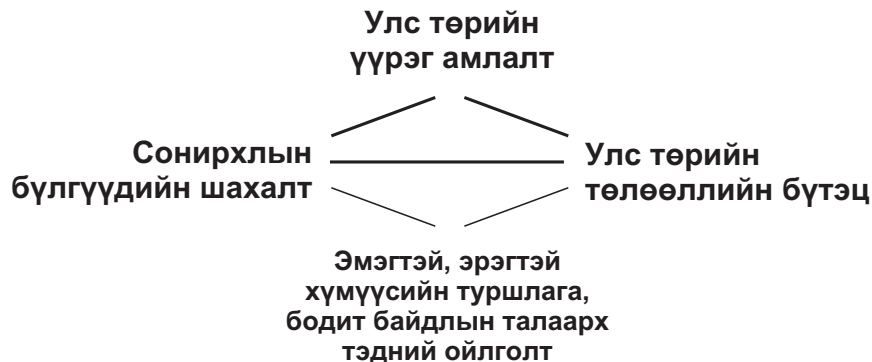 Улс төрийн
үүрэг амлалт
Сонирхлын
бүлгүүдийн шахалт
Улс төрийн
төлөөллийн бүтэц
Эмэгтэй, эрэгтэй
хүмүүсийн туршлага,
бодит байдлын талаарх
тэдний ойлголт